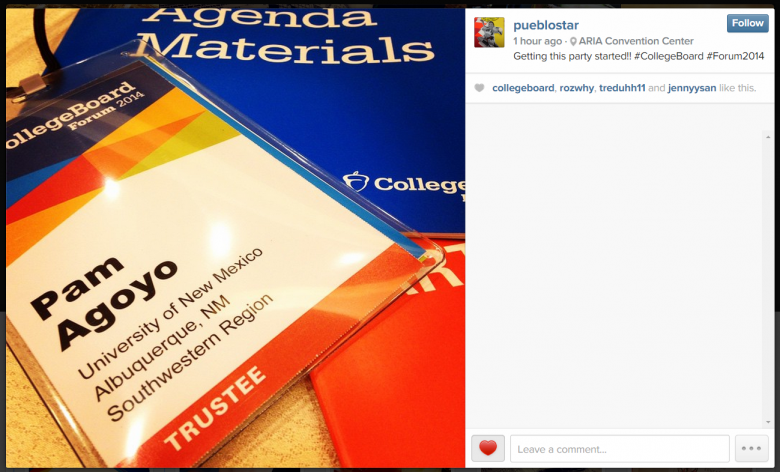 Agenda
Materials
CollegeBoard
Forum 2014
College
Pam
Agoyo
University of New Mexico
Albuquerque, NM
Southwestern Region
TRUSTEE
pueblostar
Follow
1 hour ago · ARIA Convention Center
Getting this party started!! #CollegeBoard #Forum2014
collegeboard, rozwhy, treduhh11 and jennyysan like this.
Leave a comment...